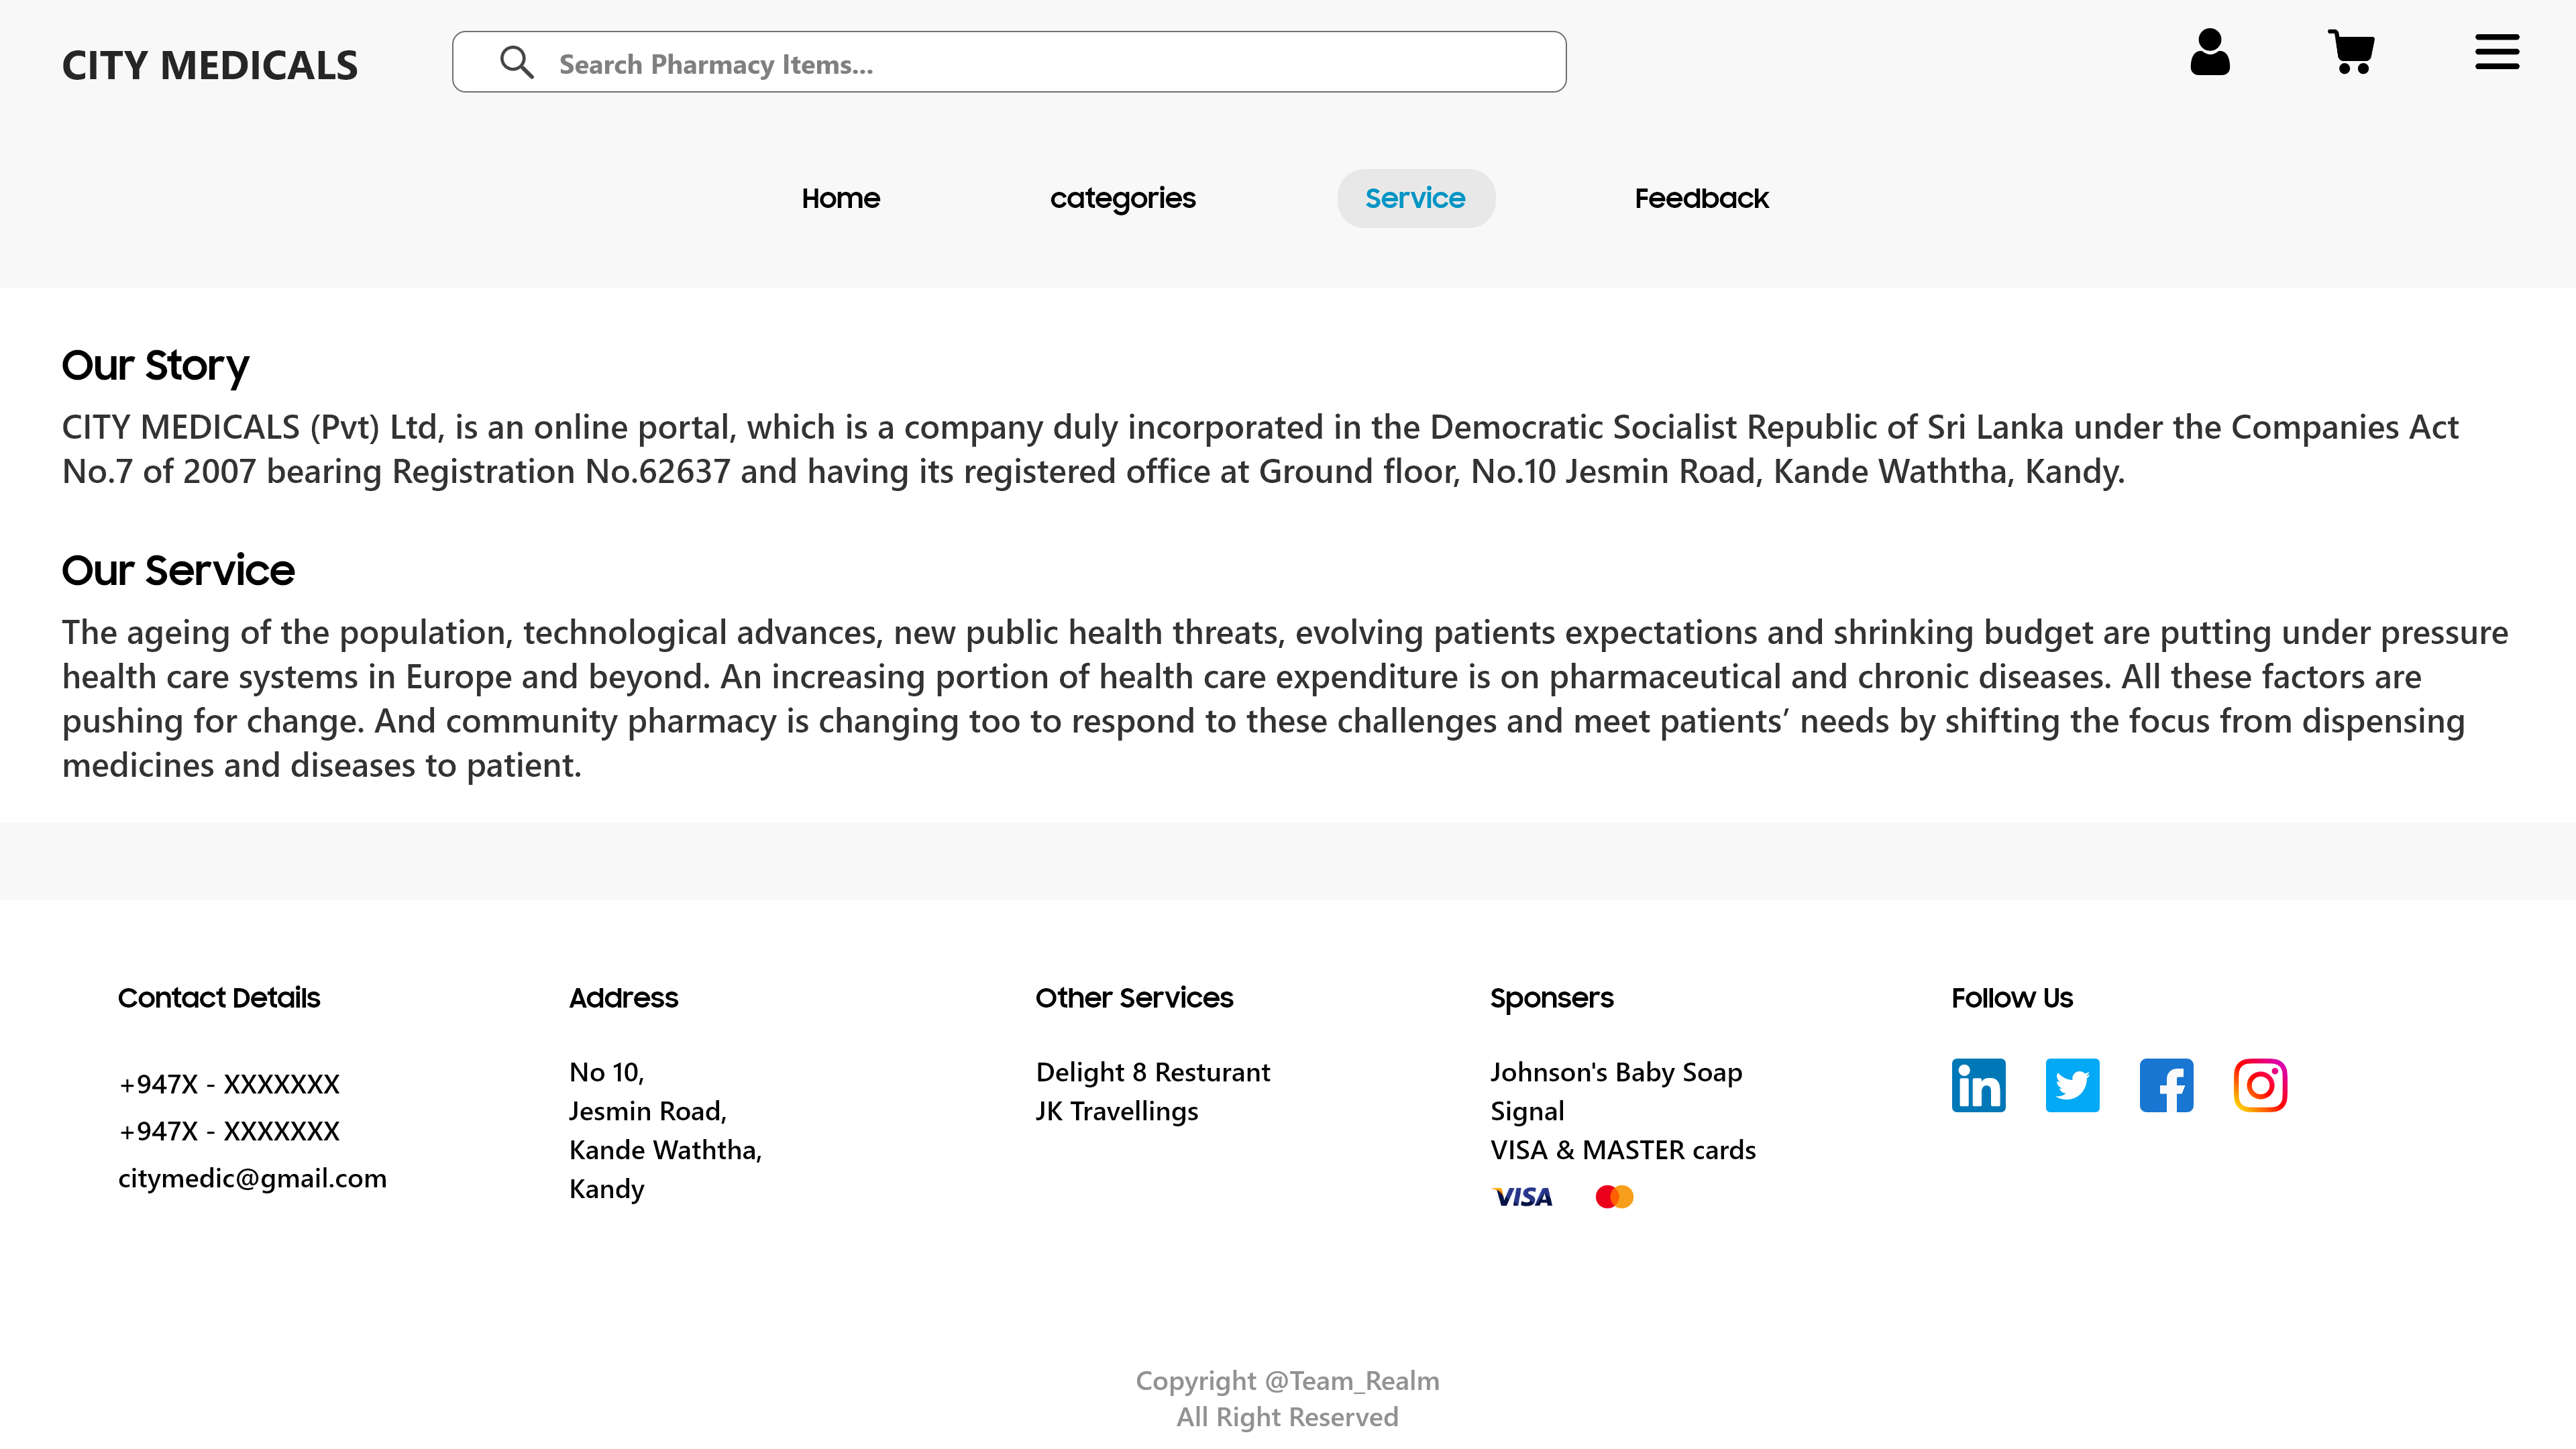 CITY MEDICALS
Search Pharmacy Items...
Home
categories
Service
Feedback
Our Story
CITY MEDICALS (Pvt) Ltd, is an online portal, which is a company duly incorporated in the Democratic Socialist Republic of Sri Lanka under the Companies Act
No.7 of 2007 bearing Registration No.62637 and having its registered office at Ground floor, No.10 Jesmin Road, Kande Waththa, Kandy.
Our Service
The ageing of the population, technological advances, new public health threats, evolving patients expectations and shrinking budget are putting under pressure
health care systems in Europe and beyond. An increasing portion of health care expenditure is on pharmaceutical and chronic diseases. All these factors are
pushing for change. And community pharmacy is changing too to respond to these challenges and meet patients’ needs by shifting the focus from dispensing
medicines and diseases to patient.
Contact Details
+947X - XXXXXXX
+947X - XXXXXXX
citymedic@gmail.com
Address
No 10,
Jesmin Road,
Kande Waththa,
Kandy
Other Services
Delight 8 Resturant
JK Travellings
Sponsers
Johnson's Baby Soap
Signal
VISA & MASTER cards
VISA
Follow Us
in
Copyright @Team_Realm
All Right Reserved